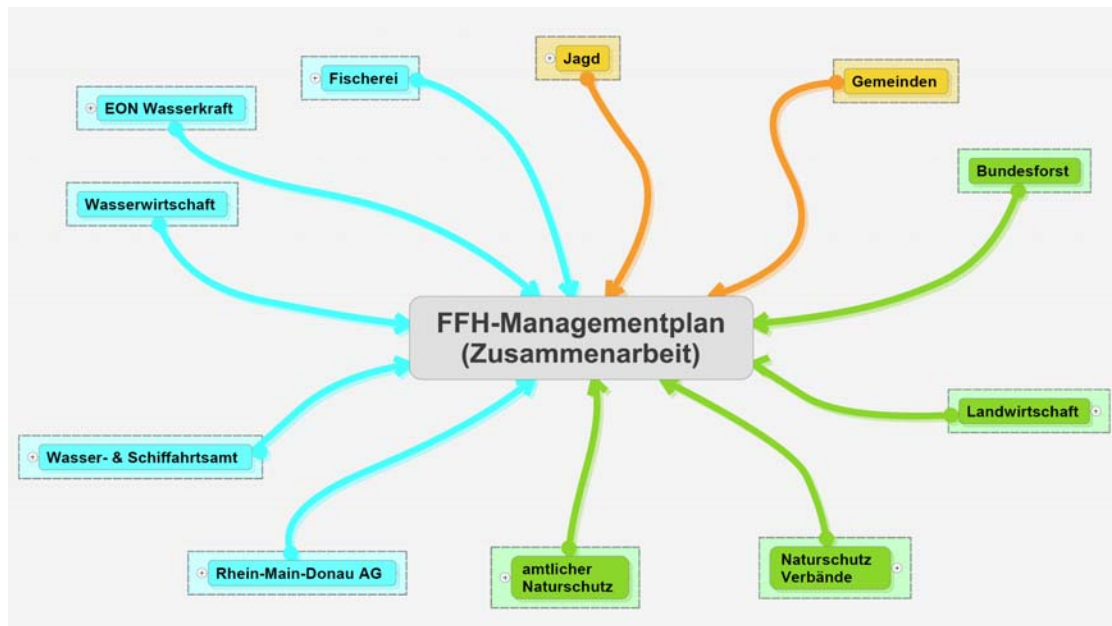 Jagd
Fischerei
Gemeinden
EON Wasserkraft
Bundesforst
Wasserwirtschaft
FFH-Managementplan
(Zusammenarbeit)
Landwirtschaft
Wasser- & Schiffahrtsamt
Rhein-Main-Donau AG
amtlicher
Naturschutz
Naturschutz
Verbände